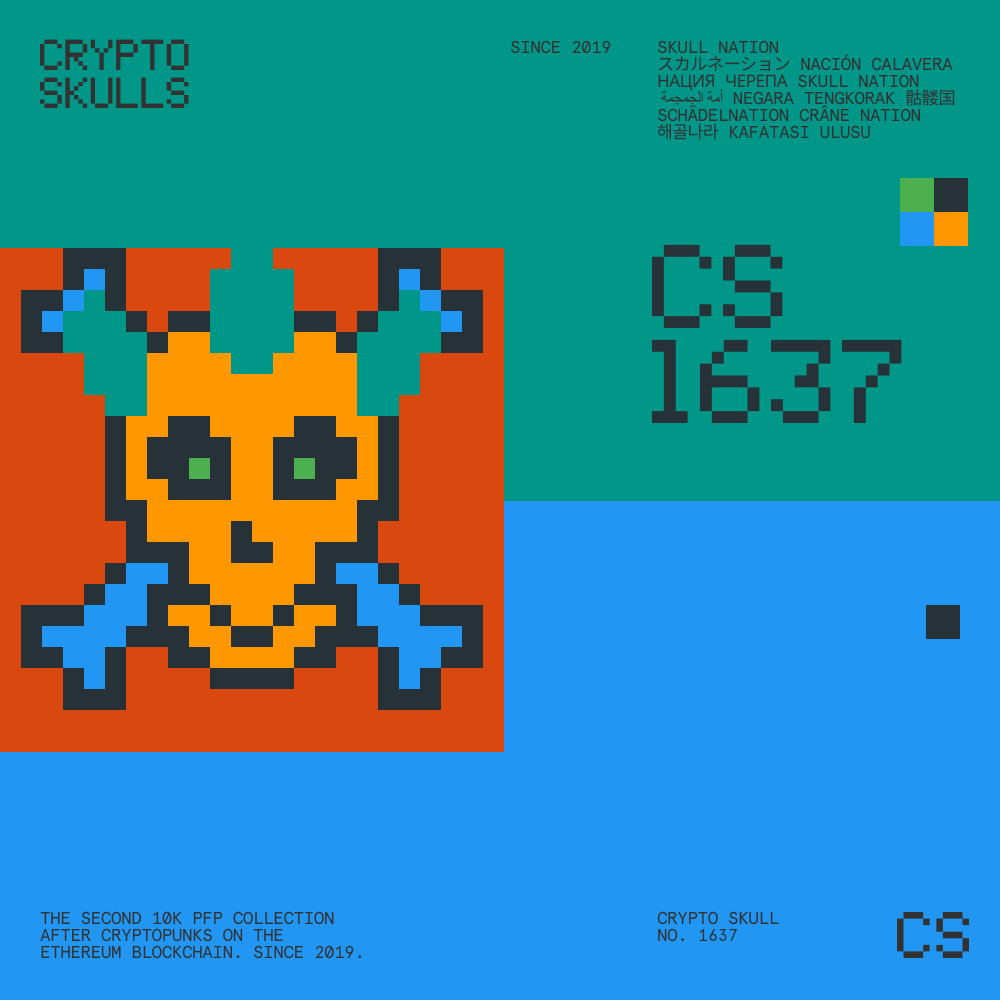 CRYPTO
SKULLS
SINCE 2019
SKULL NATION
スカルネーション NACIÓN CALAVERA
НАЦИЯ ЧЕРЕПА SKULL NATION
أمة الجمجمة NEGARA TENGKORAK 骷髅国
SCHÄDELNATION CRÂNE NATION
해골나라 KAFATASI ULUSU
CS
1637
THE SECOND 10K PFP COLLECTION
AFTER CRYPTOPUNKS ON THE
ETHEREUM BLOCKCHAIN. SINCE 2019.
CRYPTO SKULL
NO. 1637
CS